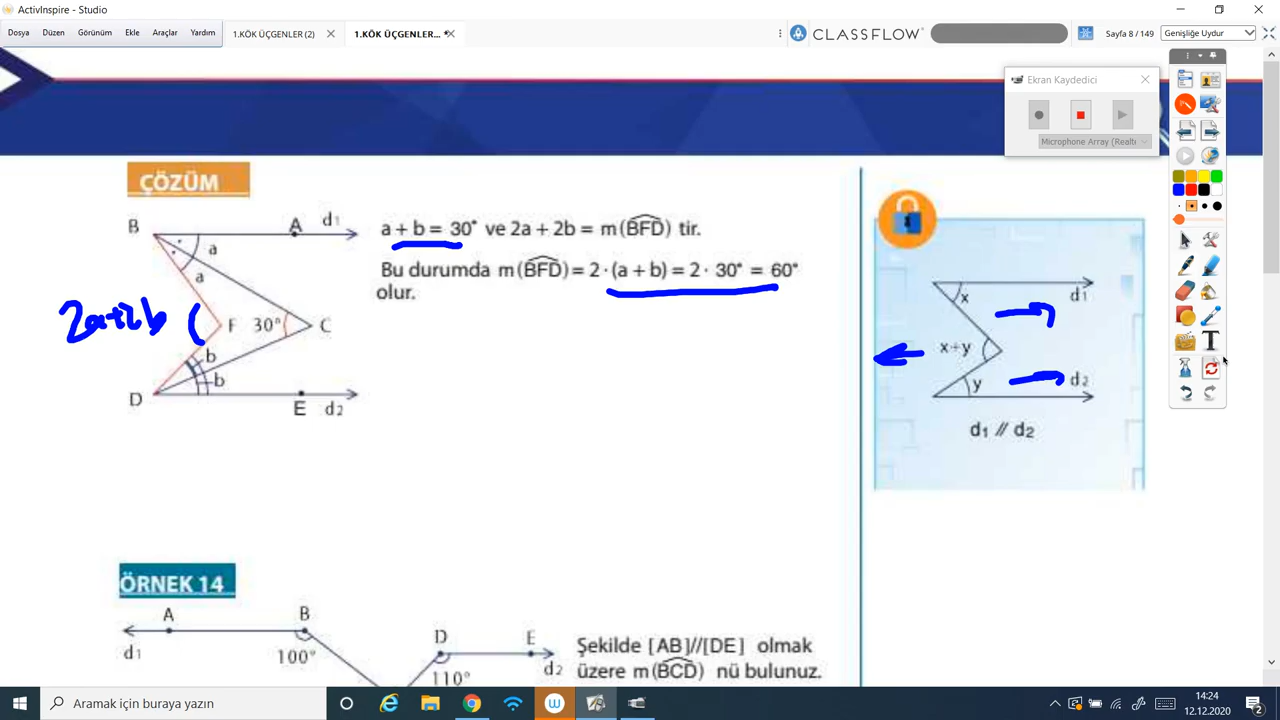 ActivInspire - Studio
Dosya Düzen Görünüm Ekle Araçlar Yardım
1.KÖK ÜÇGENLER (2)
1.KÖK ÜÇGENLER... *
CLASSFLOW
Sayfa 8 / 149
Genişliğe Uydur
Ekran Kaydedici
Microphone Array (Realte
ÇÖZÜM
B A d1
a
a
F 30° C
b
b
D E d2
2a+2b
a + b = 30° ve 2a + 2b = m(BFD) tir.
Bu durumda m(BFD) = 2·(a + b) = 2 · 30° = 60°
olur.
x d1
x+y
y d2
d1 // d2
T
ÖRNEK 14
A B
d1
100°
D E
d2
110°
Şekilde [AB]//[DE] olmak
üzere m(BCD) nü bulunuz.
Aramak için buraya yazın
14:24
12.12.2020
2